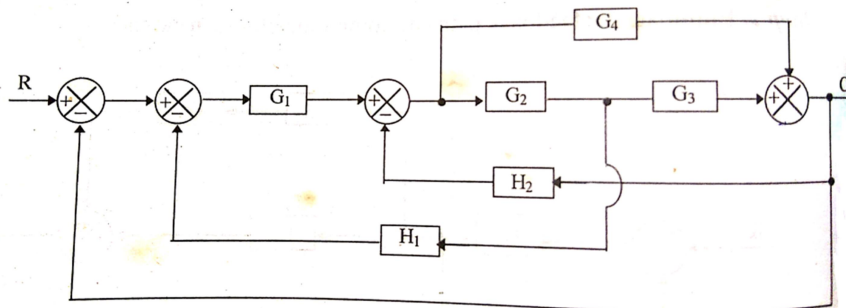 G₄
R
+
−
+
−
G₁
+
−
G₂
G₃
+
+
H₂
H₁